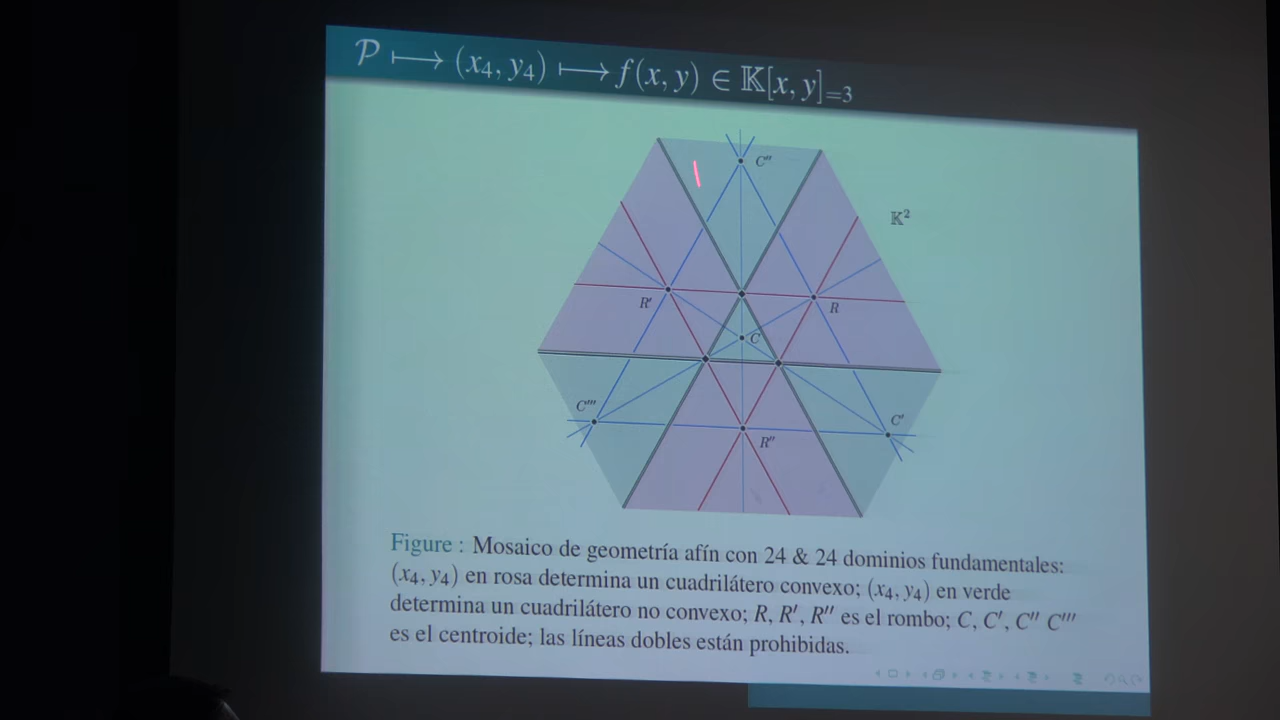 𝒫 ⟼ (x₄, y₄) ⟼ f(x, y) ∈ 𝕂[x, y]₌₃
C″
𝕂²
R′
R
C
C‴
C′
R″
Figure : Mosaico de geometría afín con 24 & 24 dominios fundamentales:
(x₄, y₄) en rosa determina un cuadrilátero convexo; (x₄, y₄) en verde
determina un cuadrilátero no convexo; R, R′, R″ es el rombo; C, C′, C″ C‴
es el centroide; las líneas dobles están prohibidas.